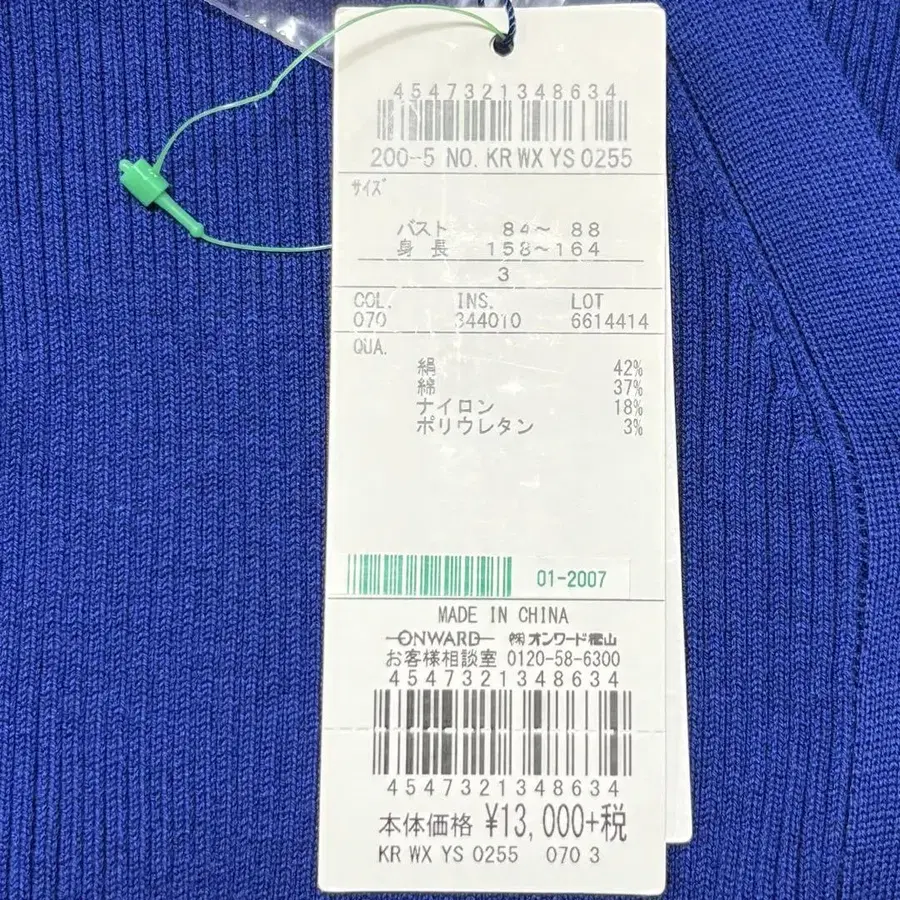 4547321348634
200-5 NO. KR WX YS 0255
サイズ
バスト 84～ 88
身 長 158～164
3
COL. INS. LOT
070 344010 6614414
QUA.
絹 42%
綿 37%
ナイロン 18%
ポリウレタン 3%
01-2007
MADE IN CHINA
ONWARD ㈱オンワード樫山
お客様相談室 0120-58-6300
4547321348634
4547321348634
本体価格 ¥13,000+税
KR WX YS 0255 070 3